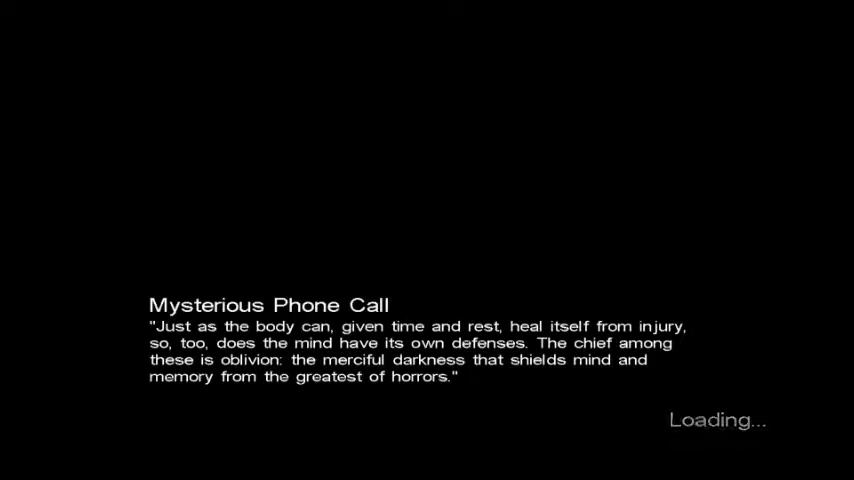 Mysterious Phone Call
"Just as the body can, given time and rest, heal itself from injury,
so, too, does the mind have its own defenses. The chief among
these is oblivion: the merciful darkness that shields mind and
memory from the greatest of horrors."
Loading...